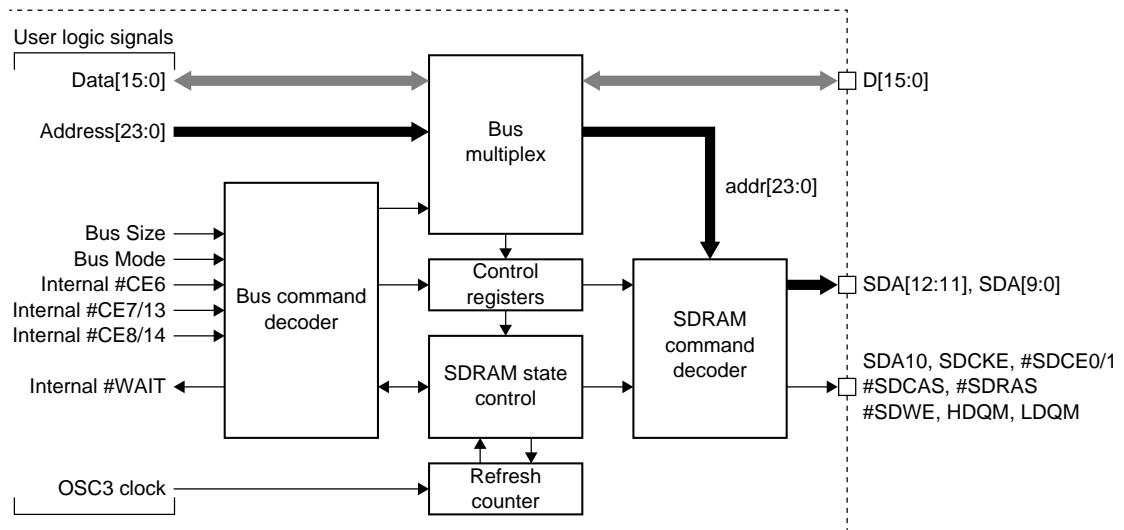 User logic signals
Data[15:0]
Address[23:0]
Bus Size
Bus Mode
Internal #CE6
Internal #CE7/13
Internal #CE8/14
Internal #WAIT
OSC3 clock
Bus command
decoder
Bus
multiplex
Control
registers
SDRAM state
control
Refresh
counter
addr[23:0]
SDRAM
command
decoder
D[15:0]
SDA[12:11], SDA[9:0]
SDA10, SDCKE, #SDCE0/1
#SDCAS, #SDRAS
#SDWE, HDQM, LDQM